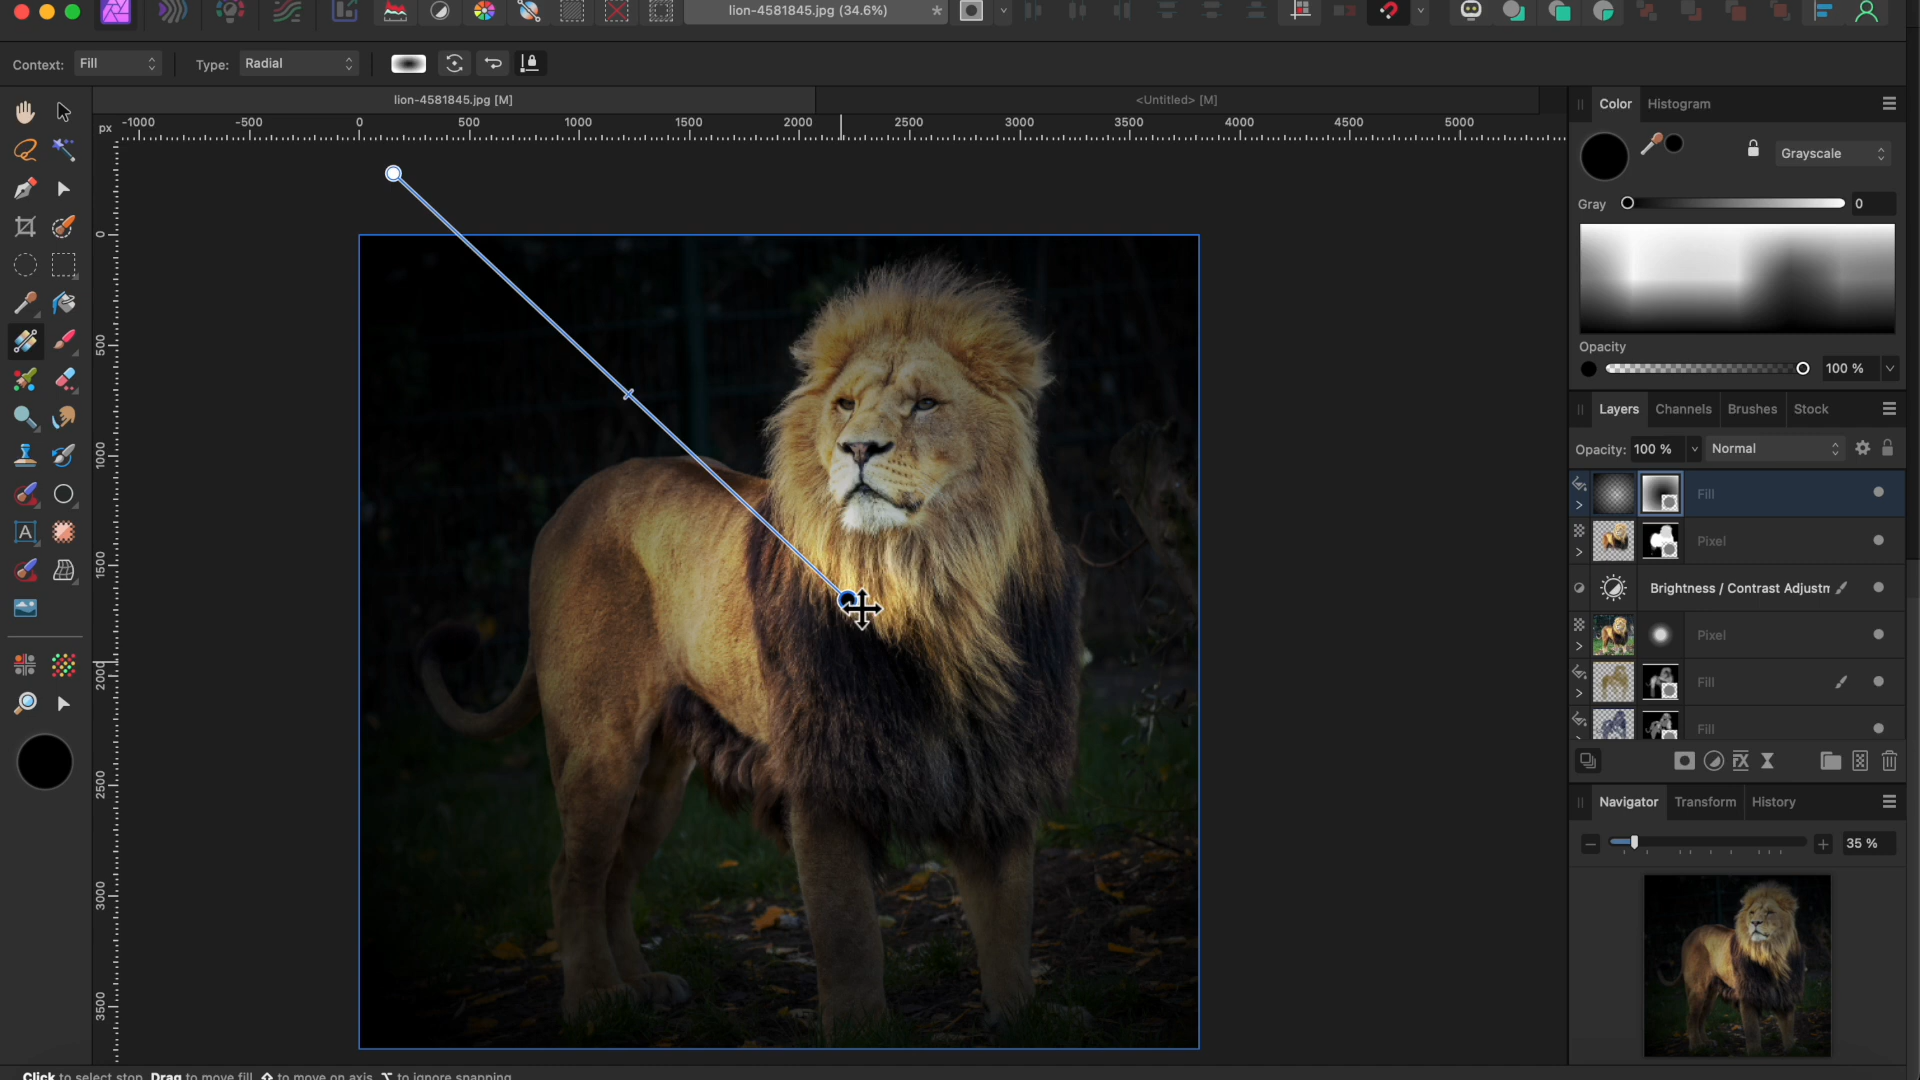 lion-4581845.jpg (34.6%)
*
Context:
Fill
Type:
Radial
lion-4581845.jpg [M]
<Untitled> [M]
px
-1000
-500
0
500
1000
1500
2000
2500
3000
3500
4000
4500
5000
0
500
1000
1500
2000
2500
3000
3500
A
Color
Histogram
Grayscale
Gray
0
Opacity
100 %
Layers
Channels
Brushes
Stock
Opacity:
100 %
Normal
Fill
Pixel
Brightness / Contrast Adjustm
Pixel
Fill
Fill
FX
Navigator
Transform
History
35 %
Click to select stop. Drag to move fill. ⇧ to move on axis. ⌥ to ignore snapping.